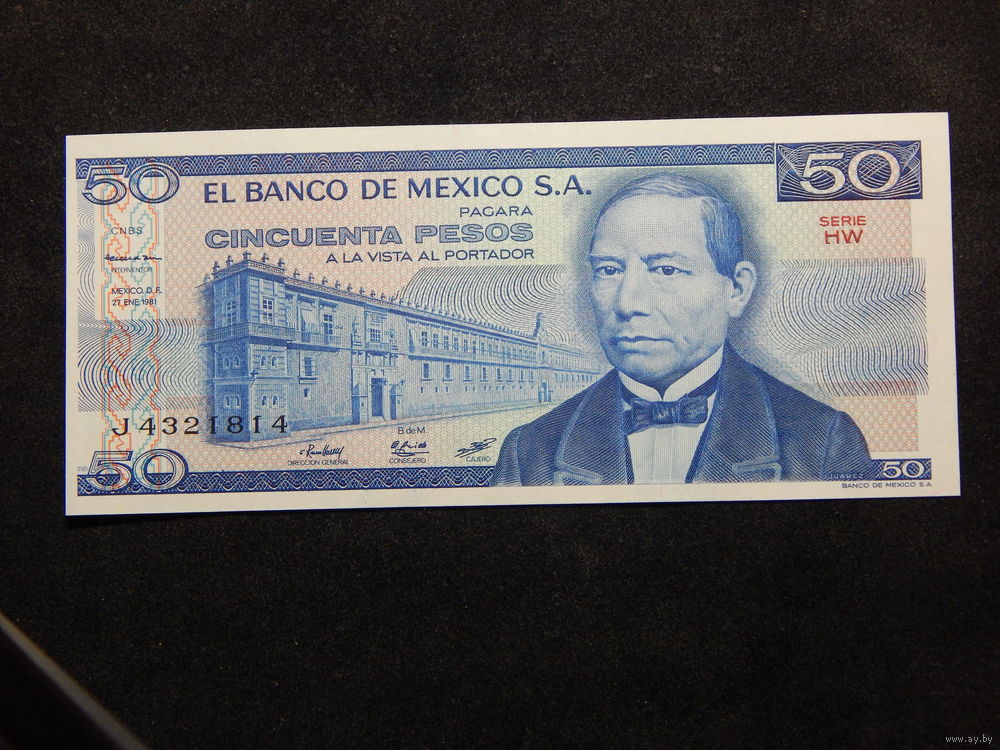 50
EL BANCO DE MEXICO S.A.
50
PAGARA
CINCUENTA PESOS
A LA VISTA AL PORTADOR
SERIE
HW
CNBS
INTERVENTOR
MEXICO. D. F.
27 ENE. 1981
J4321814
B de M
DIRECCION GENERAL
CONSEJERO
CAJERO
50
JUAREZ
50
BANCO DE MEXICO S A
www.ay.by